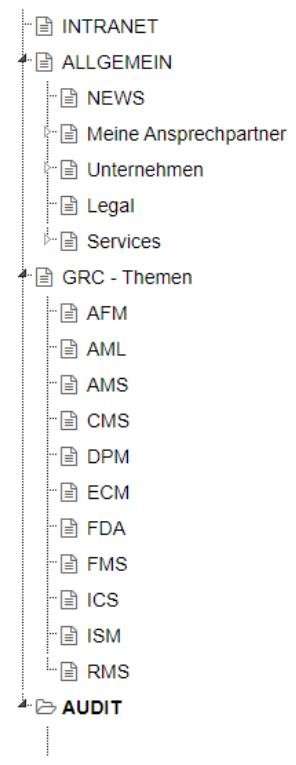 INTRANET
ALLGEMEIN
NEWS
Meine Ansprechpartner
Unternehmen
Legal
Services
GRC - Themen
AFM
AML
AMS
CMS
DPM
ECM
FDA
FMS
ICS
ISM
RMS
AUDIT